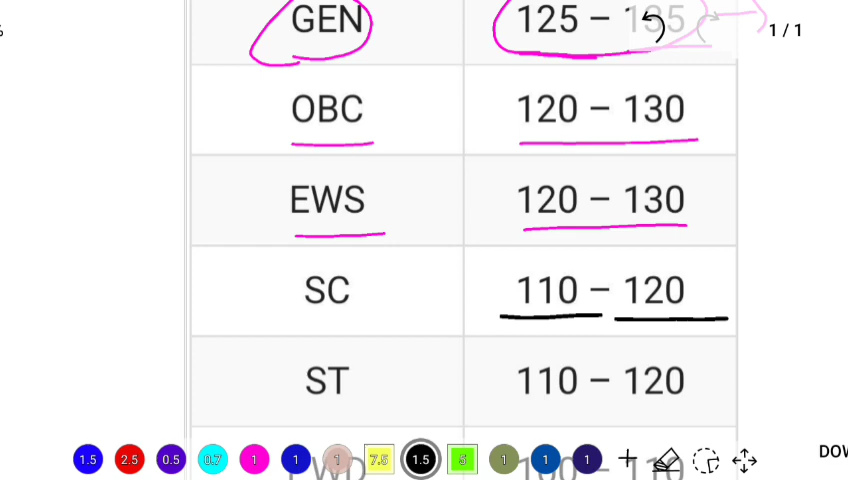 GEN 125 – 135
1 / 1
OBC 120 – 130
EWS 120 – 130
SC 110 – 120
ST 110 – 120
1.5 2.5 0.5 0.7 1 1 1 7.5 1.5 5 1 1 1